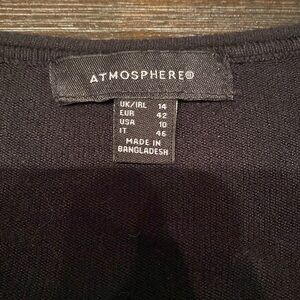 ATMOSPHERE®
UK/IRL 14
EUR 42
USA 10
IT 46
MADE IN
BANGLADESH